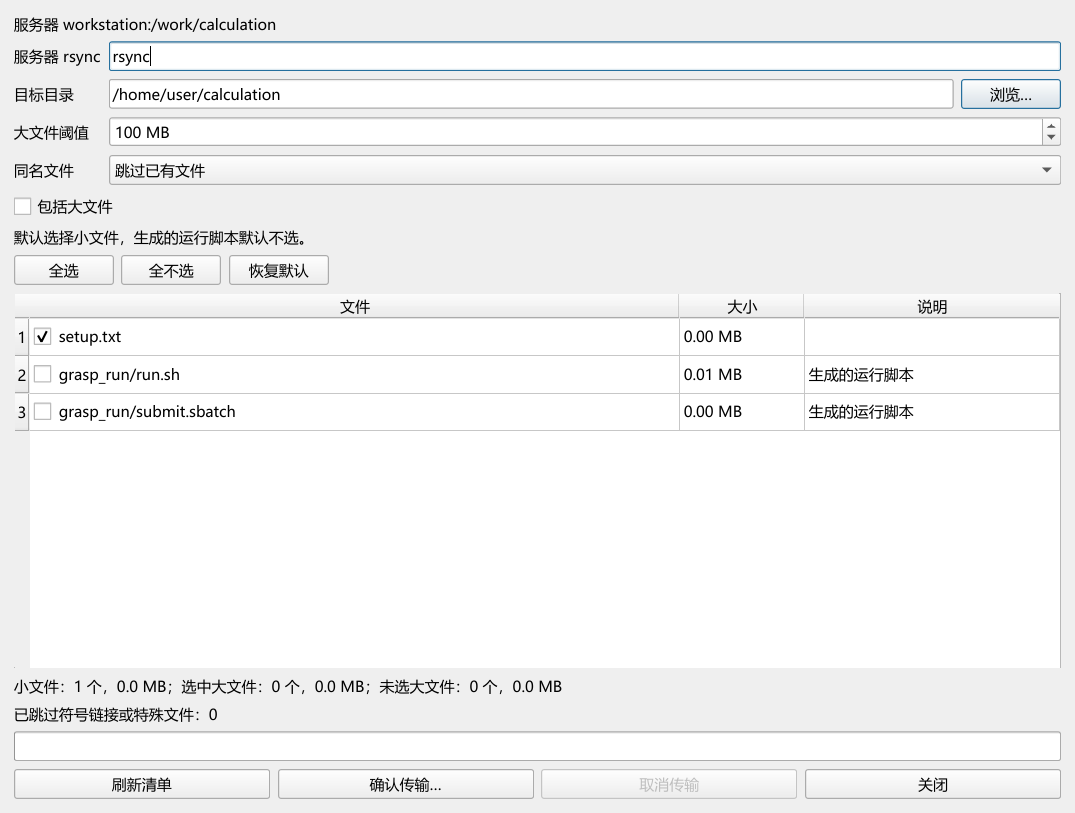 服务器 workstation:/work/calculation
服务器 rsync rsync
目标目录 /home/user/calculation 浏览...
大文件阈值 100 MB
同名文件 跳过已有文件
包括大文件
默认选择小文件，生成的运行脚本默认不选。
全选 全不选 恢复默认
文件 大小 说明
1 setup.txt 0.00 MB
2 grasp_run/run.sh 0.01 MB 生成的运行脚本
3 grasp_run/submit.sbatch 0.00 MB 生成的运行脚本
小文件：1 个，0.0 MB；选中大文件：0 个，0.0 MB；未选大文件：0 个，0.0 MB
已跳过符号链接或特殊文件：0
刷新清单 确认传输... 取消传输 关闭